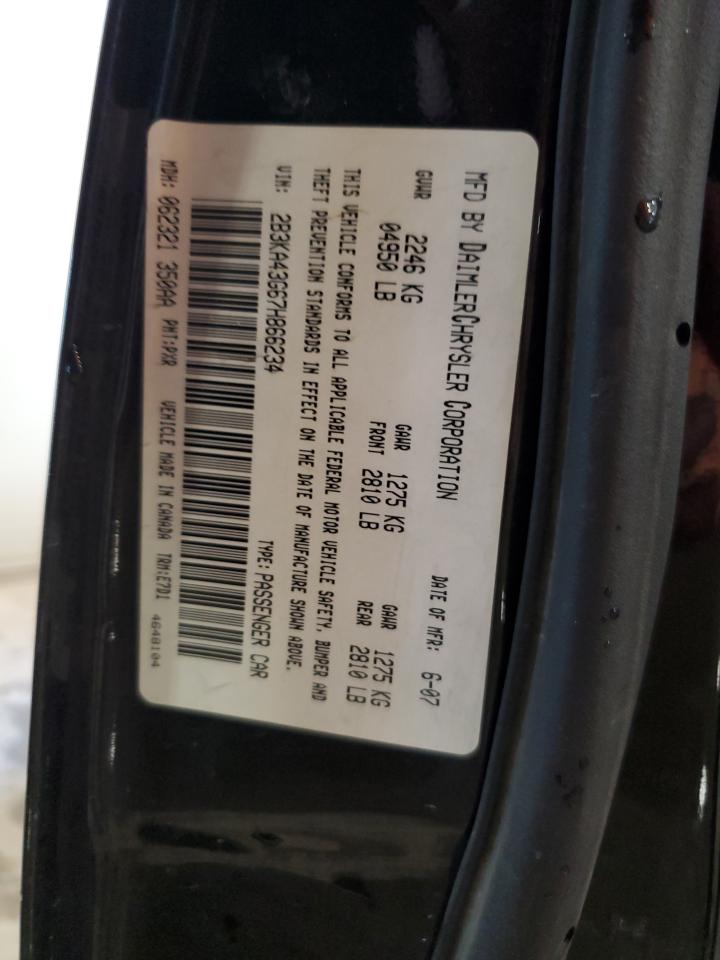 MFD BY DAIMLERCHRYSLER CORPORATION
DATE OF MFR: 6-07
GVWR 2246 KG
04950 LB
GAWR FRONT 1275 KG
2810 LB
GAWR REAR 1275 KG
2810 LB
THIS VEHICLE CONFORMS TO ALL APPLICABLE FEDERAL MOTOR VEHICLE SAFETY, BUMPER AND
THEFT PREVENTION STANDARDS IN EFFECT ON THE DATE OF MANUFACTURE SHOWN ABOVE.
VIN: 2B3KA43G67H866234 TYPE: PASSENGER CAR
MDH: 062321 350AA PNT:PXR VEHICLE MADE IN CANADA TRM:E7D1 4648104